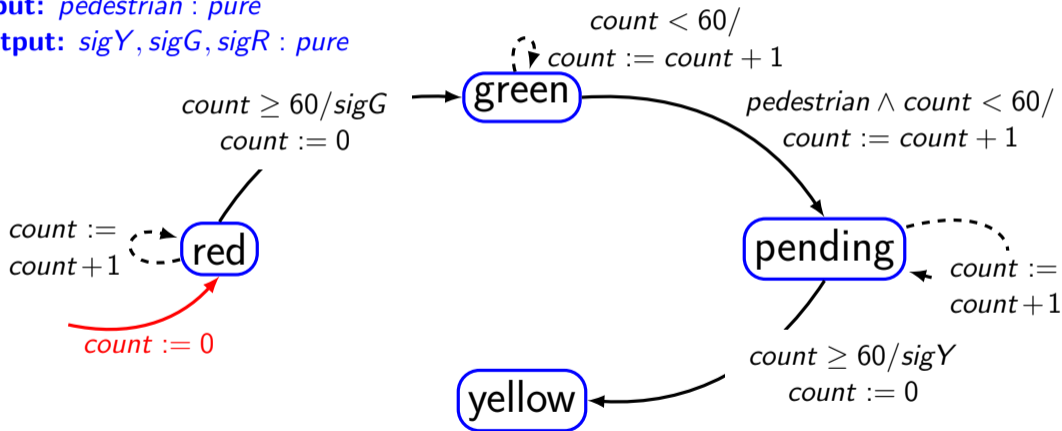 pedestrian : pure
sigY, sigG, sigR : pure
count < 60/
count := count + 1
count ≥ 60/sigG
count := 0
green
pedestrian ∧ count < 60/
count := count + 1
count :=
count + 1
red
count := 0
pending
count :=
count + 1
count ≥ 60/sigY
count := 0
yellow